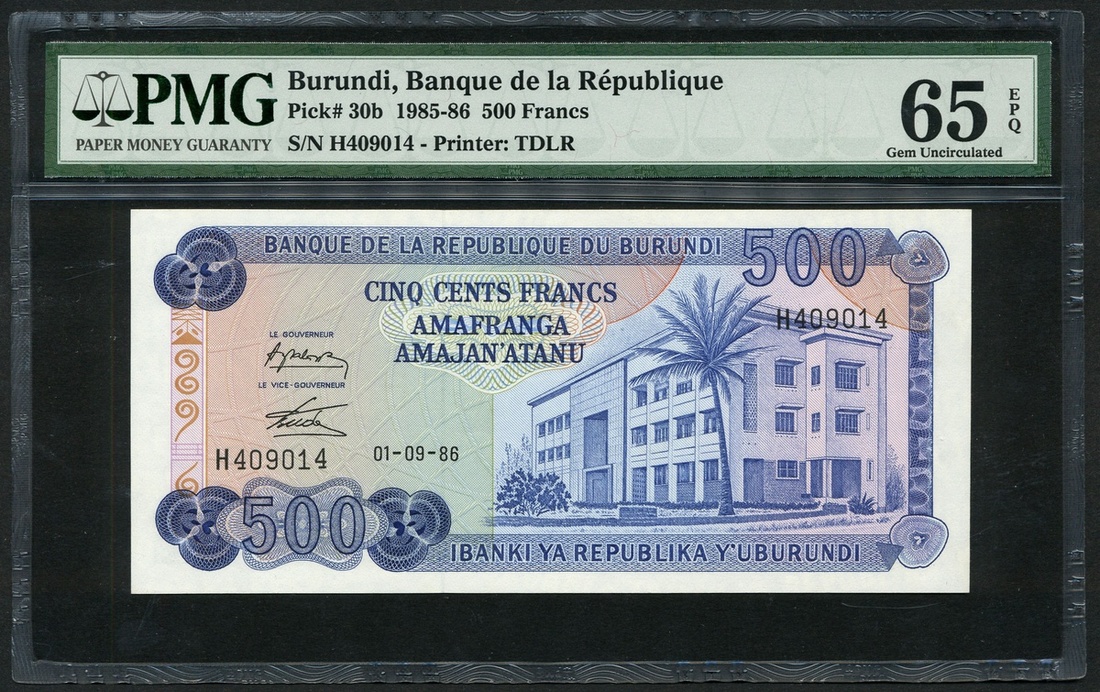 PMG
PAPER MONEY GUARANTY
Burundi, Banque de la République
Pick# 30b 1985-86 500 Francs
S/N H409014 - Printer: TDLR
65
EPQ
Gem Uncirculated
BANQUE DE LA REPUBLIQUE DU BURUNDI
500
CINQ CENTS FRANCS
AMAFRANGA
AMAJAN'ATANU
H409014
LE GOUVERNEUR
LE VICE-GOUVERNEUR
H409014
01-09-86
500
IBANKI YA REPUBLIKA Y'UBURUNDI